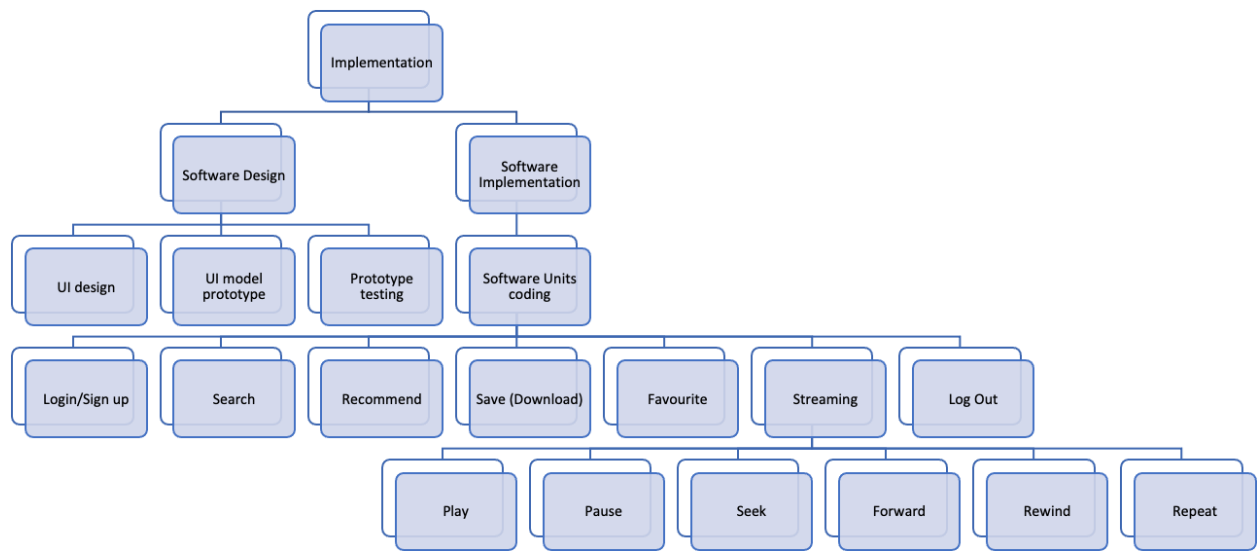 Implementation
Software Design
Software
Implementation
UI design
UI model
prototype
Prototype
testing
Software Units
coding
Login/Sign up
Search
Recommend
Save (Download)
Favourite
Streaming
Log Out
Play
Pause
Seek
Forward
Rewind
Repeat